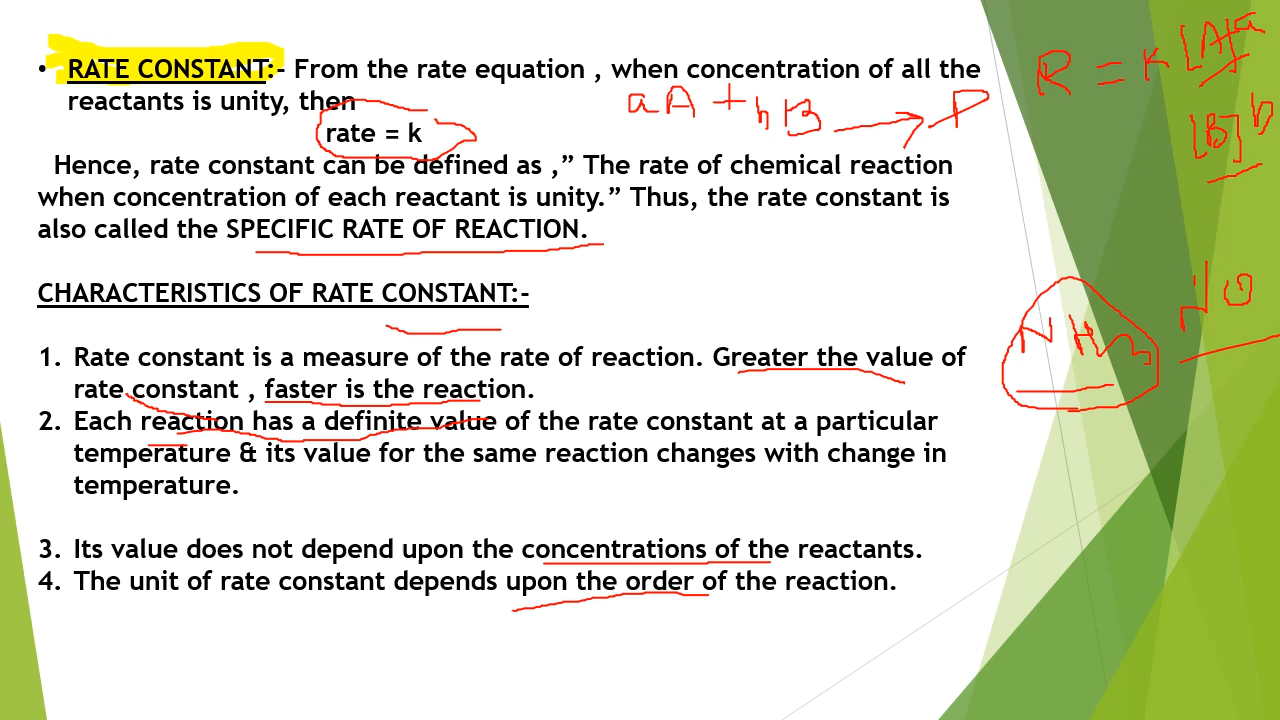 • RATE CONSTANT:- From the rate equation , when concentration of all the
reactants is unity, then
rate = k
Hence, rate constant can be defined as ,” The rate of chemical reaction
when concentration of each reactant is unity.” Thus, the rate constant is
also called the SPECIFIC RATE OF REACTION.
CHARACTERISTICS OF RATE CONSTANT:-
1. Rate constant is a measure of the rate of reaction. Greater the value of
rate constant , faster is the reaction.
2. Each reaction has a definite value of the rate constant at a particular
temperature & its value for the same reaction changes with change in
temperature.
3. Its value does not depend upon the concentrations of the reactants.
4. The unit of rate constant depends upon the order of the reaction.
aA + bB → P
R = K [A]a
[B]b
NH3
NO